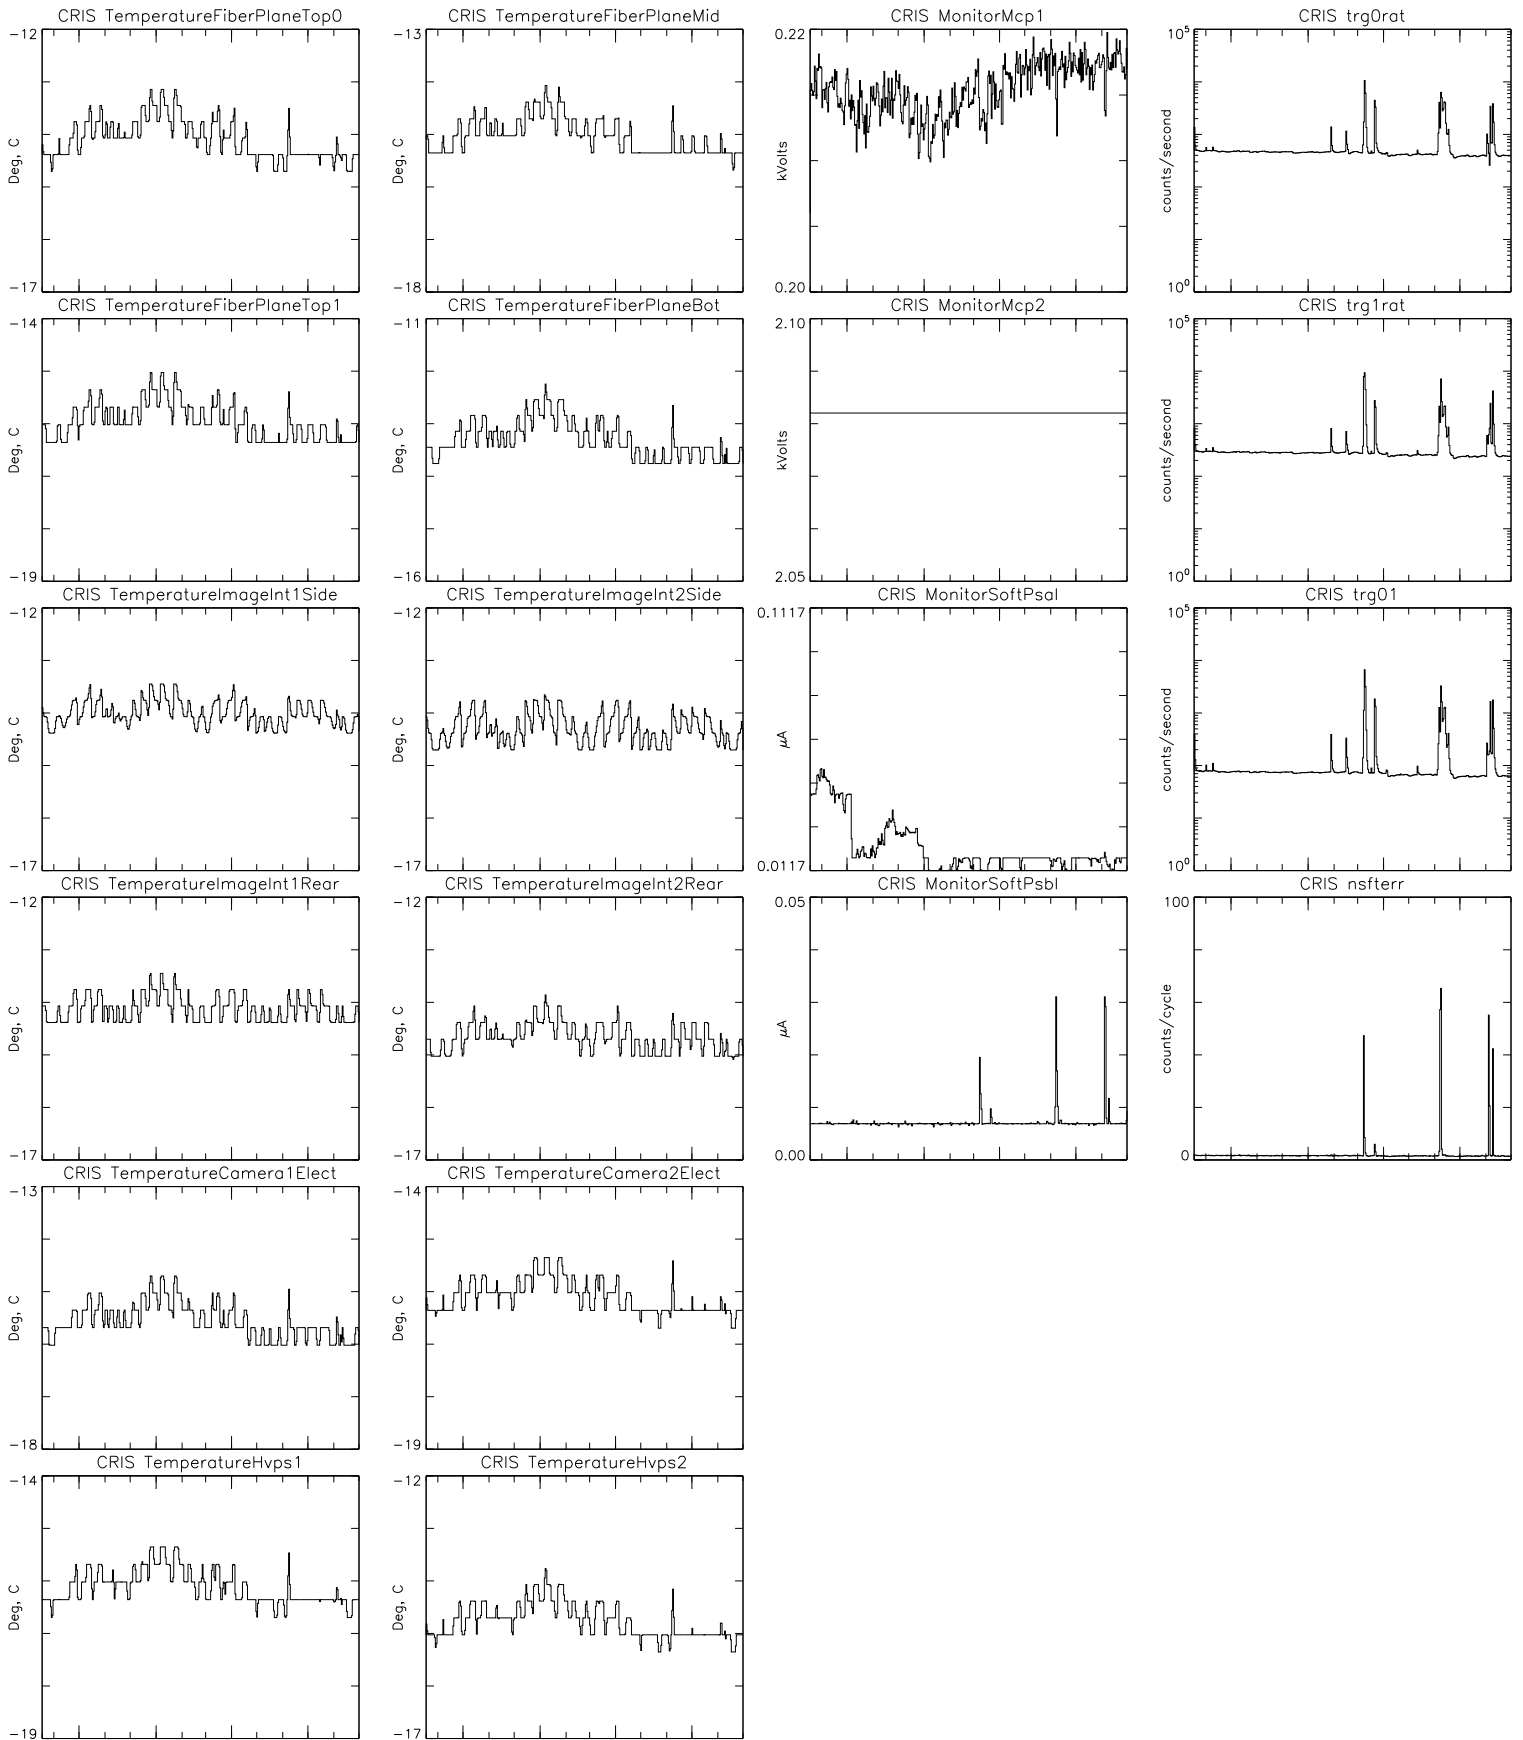 CRIS TemperatureFiberPlaneTop0
-12
Deg, C
-17
CRIS TemperatureFiberPlaneMid
-13
Deg, C
-18
CRIS MonitorMcp1
0.22
kVolts
0.20
CRIS trg0rat
10^5
counts/second
10^0
CRIS TemperatureFiberPlaneTop1
-14
Deg, C
-19
CRIS TemperatureFiberPlaneBot
-11
Deg, C
-16
CRIS MonitorMcp2
2.10
kVolts
2.05
CRIS trg1rat
10^5
counts/second
10^0
CRIS TemperatureImageInt1Side
-12
Deg, C
-17
CRIS TemperatureImageInt2Side
-12
Deg, C
-17
CRIS MonitorSoftPsaI
0.1117
μA
0.0117
CRIS trg01
10^5
counts/second
10^0
CRIS TemperatureImageInt1Rear
-12
Deg, C
-17
CRIS TemperatureImageInt2Rear
-12
Deg, C
-17
CRIS MonitorSoftPsbI
0.05
μA
0.00
CRIS nsfterr
100
counts/cycle
0
CRIS TemperatureCamera1Elect
-13
Deg, C
-18
CRIS TemperatureCamera2Elect
-14
Deg, C
-19
CRIS TemperatureHvps1
-14
Deg, C
-19
CRIS TemperatureHvps2
-12
Deg, C
-17